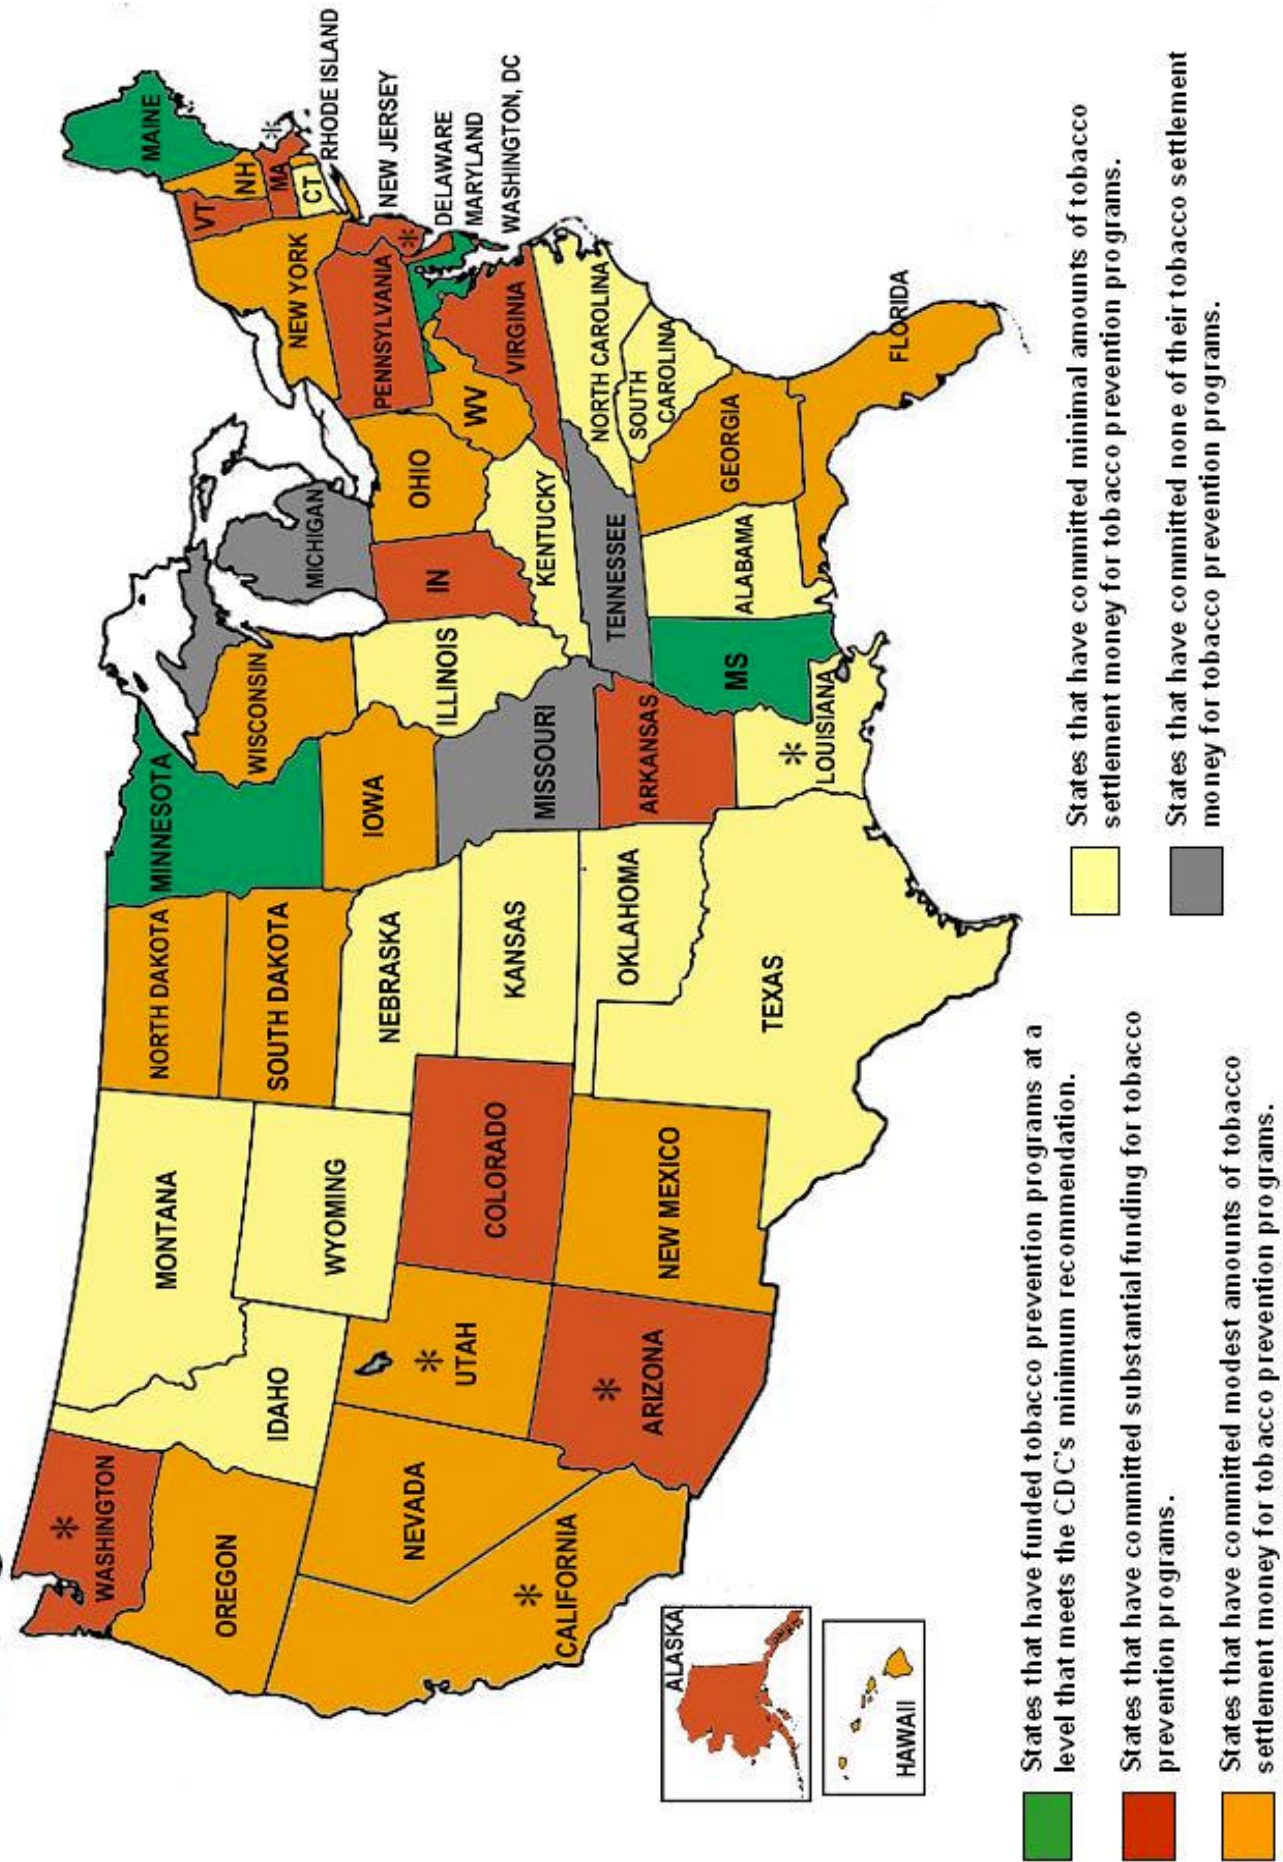 WASHINGTON
*
OREGON
CALIFORNIA
*
NEVADA
IDAHO
MONTANA
WYOMING
UTAH
*
ARIZONA
*
COLORADO
NEW MEXICO
NORTH DAKOTA
SOUTH DAKOTA
NEBRASKA
KANSAS
OKLAHOMA
TEXAS
MINNESOTA
IOWA
MISSOURI
ARKANSAS
*
LOUISIANA
WISCONSIN
ILLINOIS
MICHIGAN
IN
OHIO
KENTUCKY
TENNESSEE
MS
ALABAMA
GEORGIA
FLORIDA
SOUTH
CAROLINA
NORTH CAROLINA
VIRGINIA
WV
PENNSYLVANIA
NEW YORK
VT
NH
MAINE
MA
*
CT
RHODE ISLAND
NEW JERSEY
*
DELAWARE
MARYLAND
WASHINGTON, DC
ALASKA
HAWAII
States that have funded tobacco prevention programs at a
level that meets the CDC's minimum recommendation.
States that have committed substantial funding for tobacco
prevention programs.
States that have committed modest amounts of tobacco
settlement money for tobacco prevention programs.
States that have committed minimal amounts of tobacco
settlement money for tobacco prevention programs.
States that have committed none of their tobacco settlement
money for tobacco prevention programs.